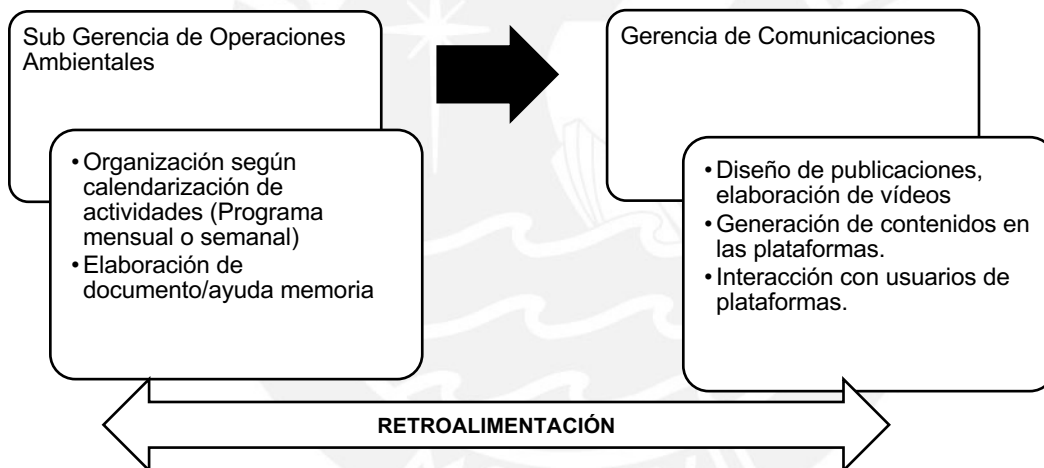 Sub Gerencia de Operaciones
Ambientales
• Organización según
calendarización de
actividades (Programa
mensual o semanal)
• Elaboración de
documento/ayuda memoria
Gerencia de Comunicaciones
• Diseño de publicaciones,
elaboración de vídeos
• Generación de contenidos en
las plataformas.
• Interacción con usuarios de
plataformas.
RETROALIMENTACIÓN